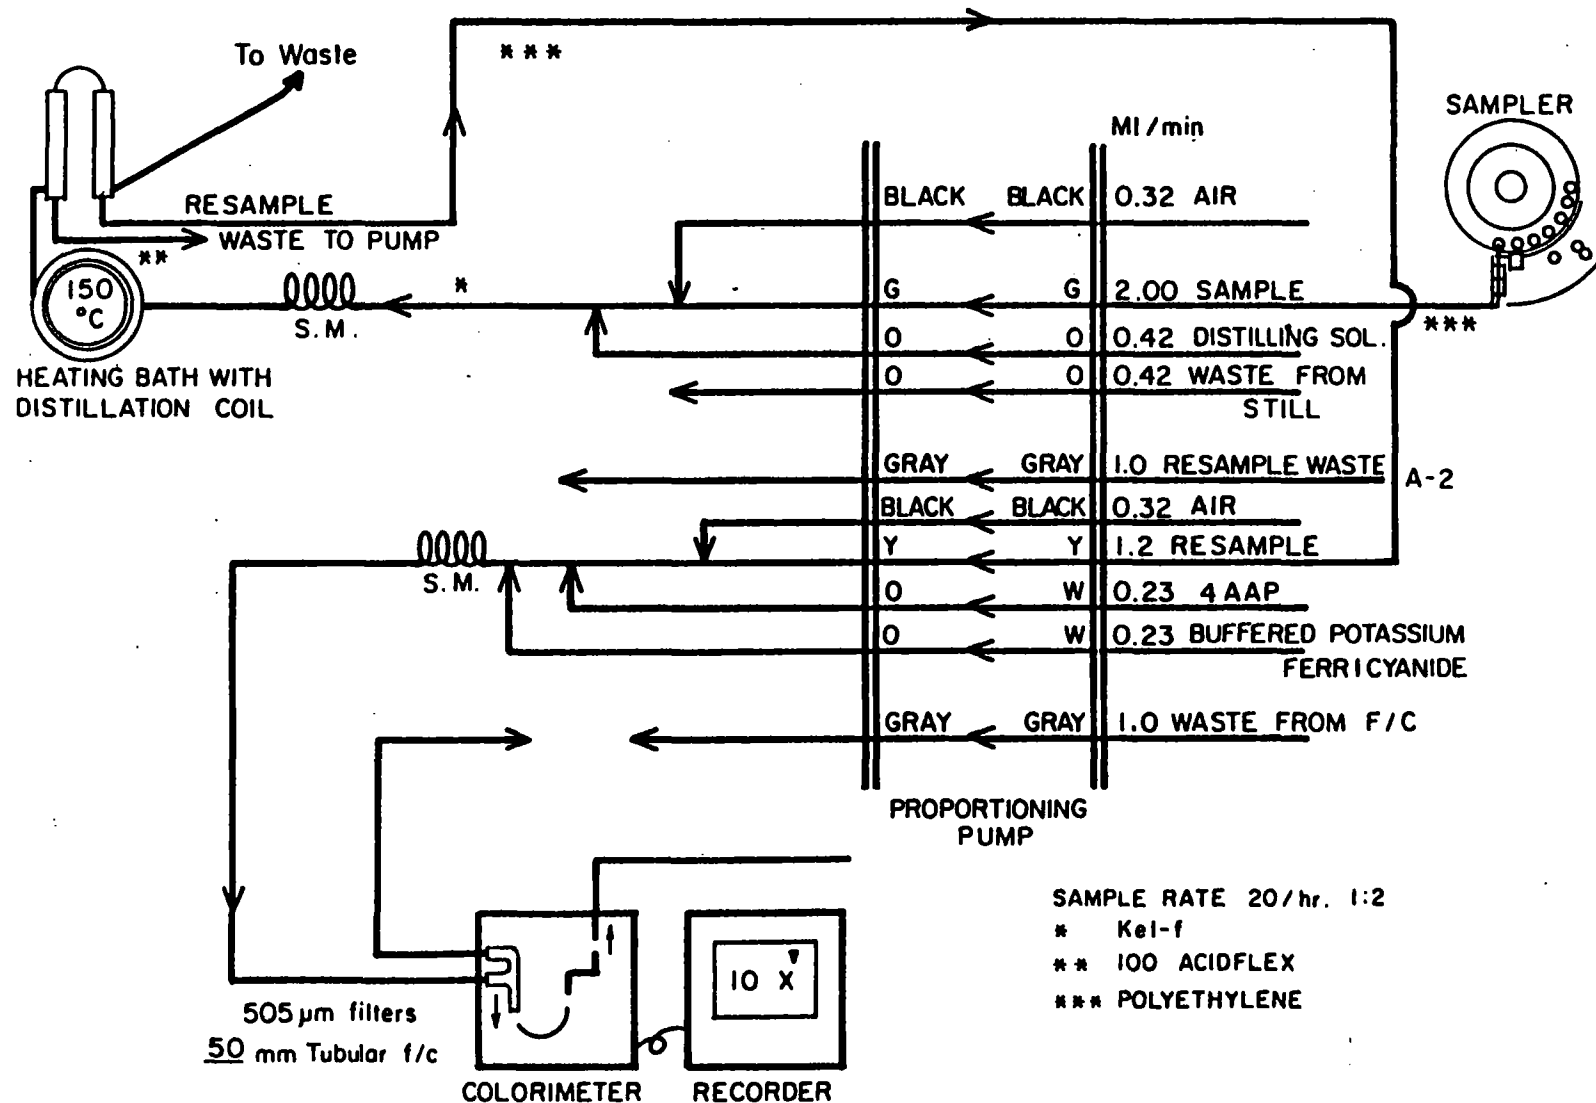 To Waste
***
SAMPLER
Ml/min
BLACK BLACK 0.32 AIR
RESAMPLE
WASTE TO PUMP
**
150
°C
*
S.M.
G G 2.00 SAMPLE
***
O O 0.42 DISTILLING SOL.
O O 0.42 WASTE FROM
STILL
HEATING BATH WITH
DISTILLATION COIL
GRAY GRAY 1.0 RESAMPLE WASTE
A-2
BLACK BLACK 0.32 AIR
Y Y 1.2 RESAMPLE
S.M.
O W 0.23 4 AAP
O W 0.23 BUFFERED POTASSIUM
FERRICYANIDE
GRAY GRAY 1.0 WASTE FROM F/C
PROPORTIONING
PUMP
SAMPLE RATE 20/hr. 1:2
* Kel-f
** 100 ACIDFLEX
*** POLYETHYLENE
10 X
505 µm filters
50 mm Tubular f/c
COLORIMETER
RECORDER